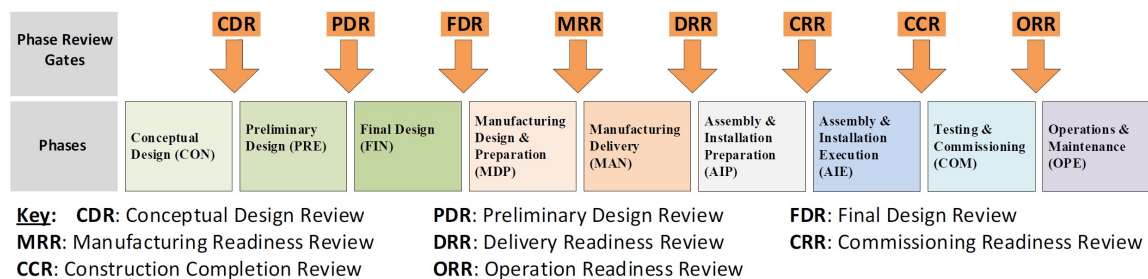 Phase Review
Gates
CDR PDR FDR MRR DRR CRR CCR ORR
Phases
Conceptual
Design (CON)
Preliminary
Design (PRE)
Final Design
(FIN)
Manufacturing
Design &
Preparation
(MDP)
Manufacturing
Delivery
(MAN)
Assembly &
Installation
Preparation
(AIP)
Assembly &
Installation
Execution
(AIE)
Testing &
Commissioning
(COM)
Operations &
Maintenance
(OPE)
Key: CDR: Conceptual Design Review PDR: Preliminary Design Review FDR: Final Design Review
MRR: Manufacturing Readiness Review DRR: Delivery Readiness Review CRR: Commissioning Readiness Review
CCR: Construction Completion Review ORR: Operation Readiness Review